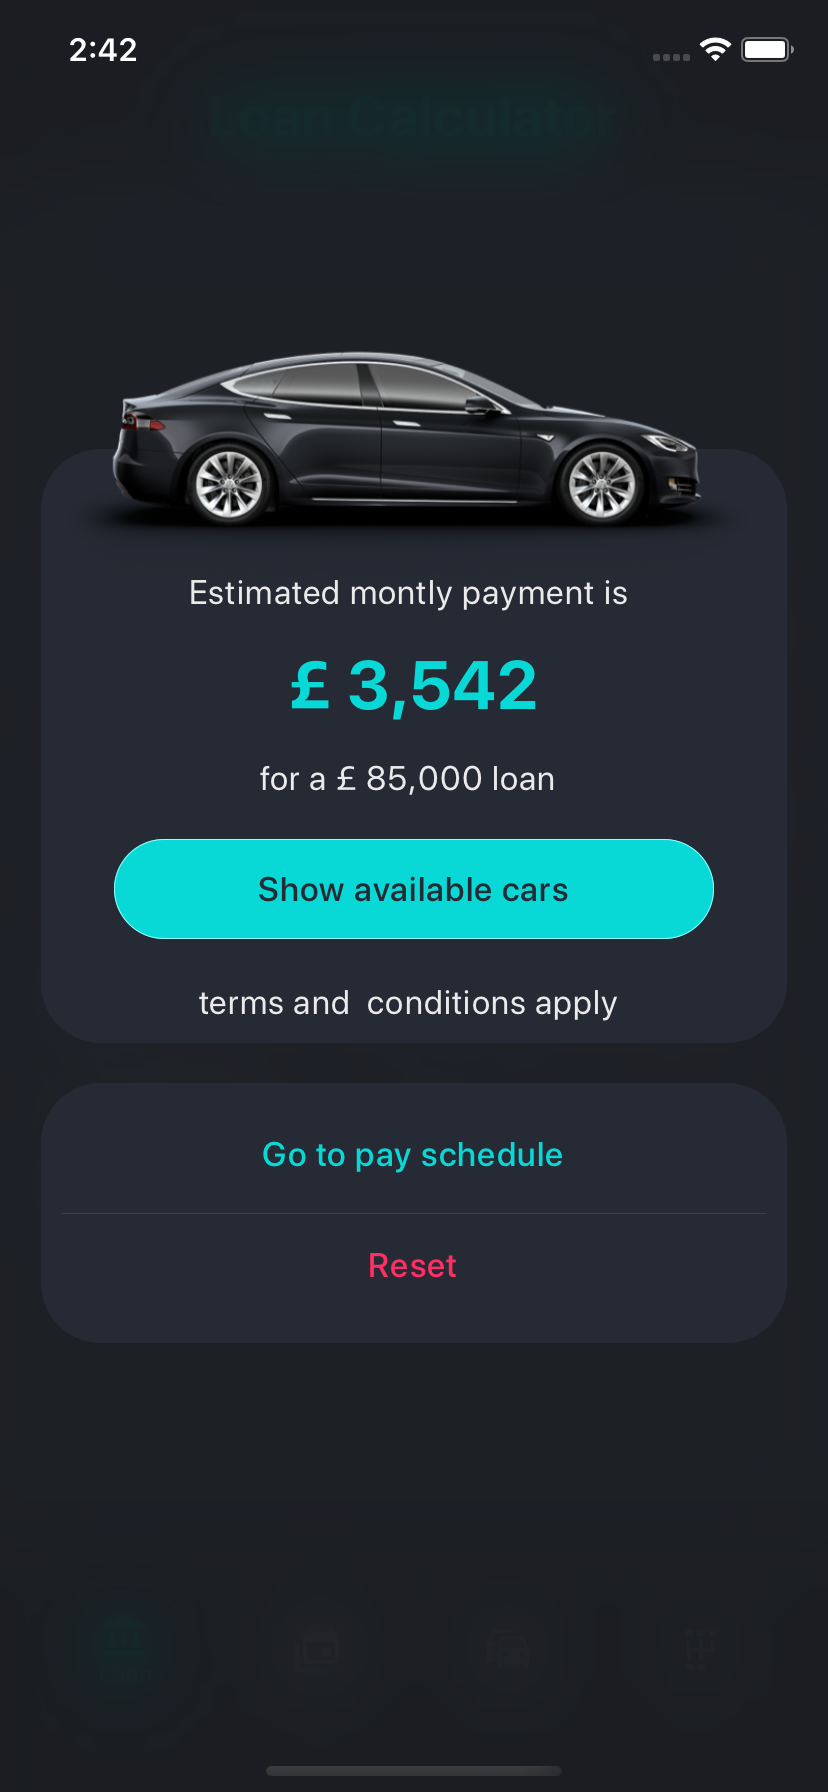 2:42
Loan Calculator
Estimated montly payment is
£ 3,542
for a £ 85,000 loan
Show available cars
terms and  conditions apply
Go to pay schedule
Reset